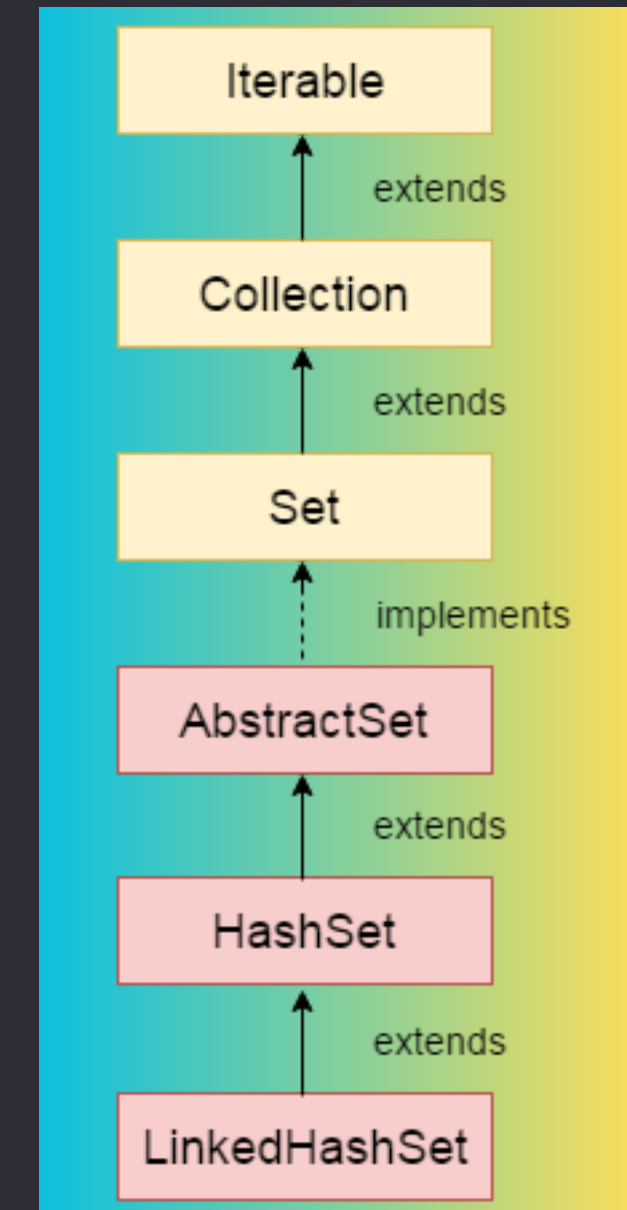 Iterable
extends
Collection
extends
Set
implements
AbstractSet
extends
HashSet
extends
LinkedHashSet